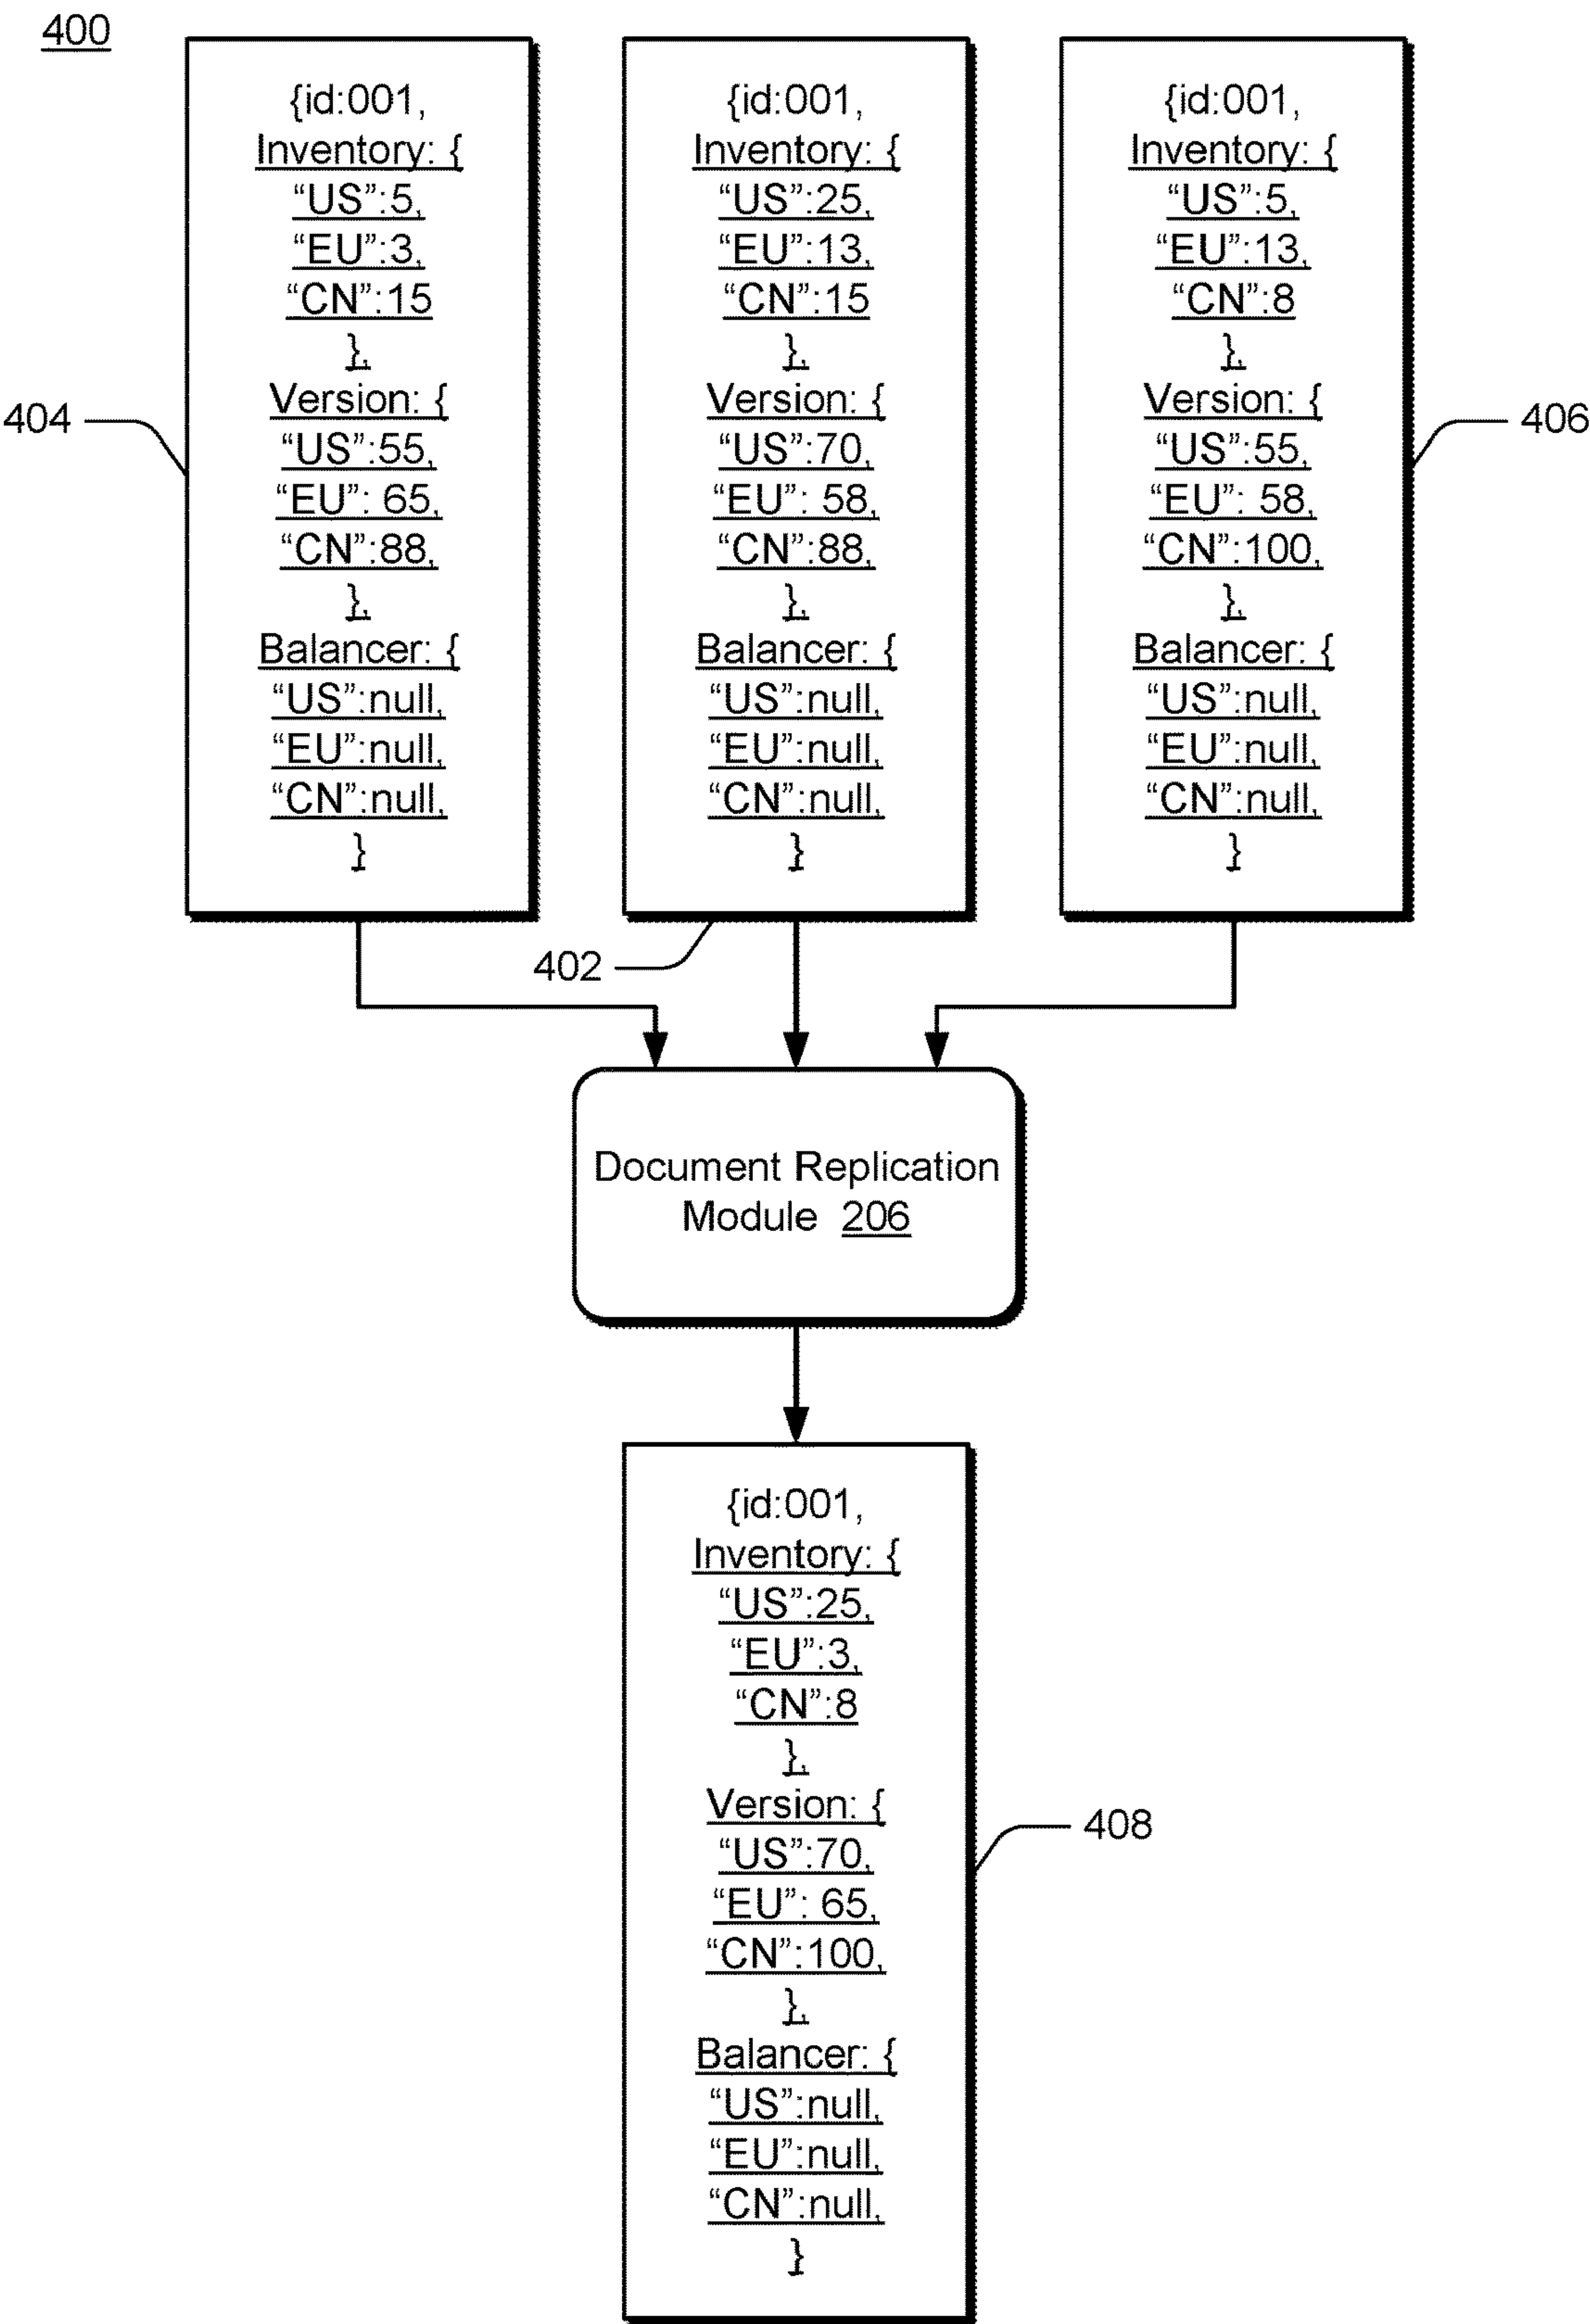 400
{id:001,
Inventory: {
“US”:5,
“EU”:3,
“CN”:15
},
Version: {
“US”:55,
“EU”: 65,
“CN”:88,
},
Balancer: {
“US”:null,
“EU”:null,
“CN”:null,
}
404
{id:001,
Inventory: {
“US”:25,
“EU”:13,
“CN”:15
},
Version: {
“US”:70,
“EU”: 58,
“CN”:88,
},
Balancer: {
“US”:null,
“EU”:null,
“CN”:null,
}
402
{id:001,
Inventory: {
“US”:5,
“EU”:13,
“CN”:8
},
Version: {
“US”:55,
“EU”: 58,
“CN”:100,
},
Balancer: {
“US”:null,
“EU”:null,
“CN”:null,
}
406
Document Replication
Module 206
{id:001,
Inventory: {
“US”:25,
“EU”:3,
“CN”:8
},
Version: {
“US”:70,
“EU”: 65,
“CN”:100,
},
Balancer: {
“US”:null,
“EU”:null,
“CN”:null,
}
408